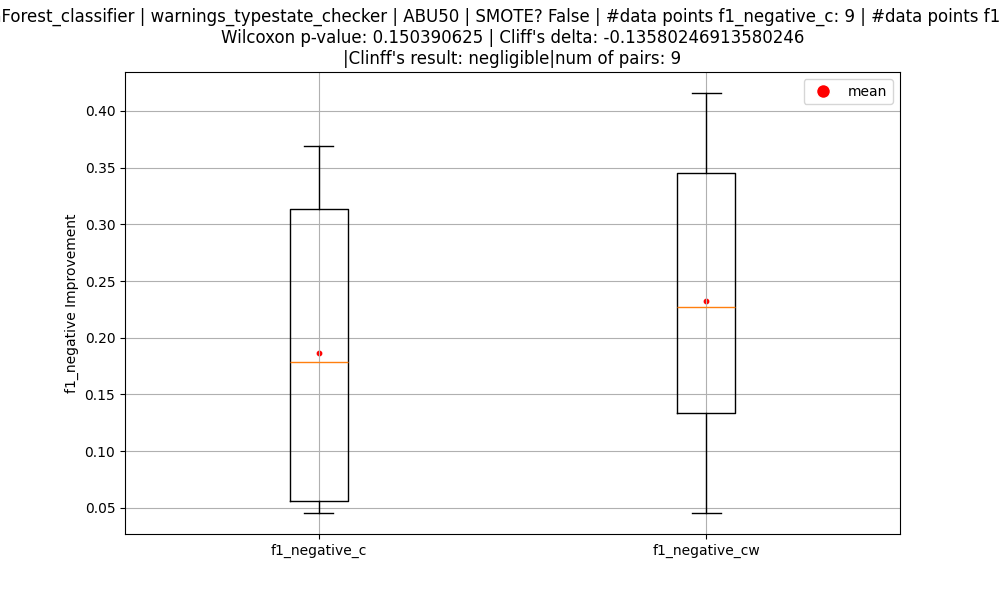 Forest_classifier | warnings_typestate_checker | ABU50 | SMOTE? False | #data points f1_negative_c: 9 | #data points f1
Wilcoxon p-value: 0.150390625 | Cliff's delta: -0.13580246913580246
|Clinff's result: negligible|num of pairs: 9
mean
0.40
0.35
0.30
0.25
0.20
0.15
0.10
0.05
f1_negative Improvement
f1_negative_c
f1_negative_cw